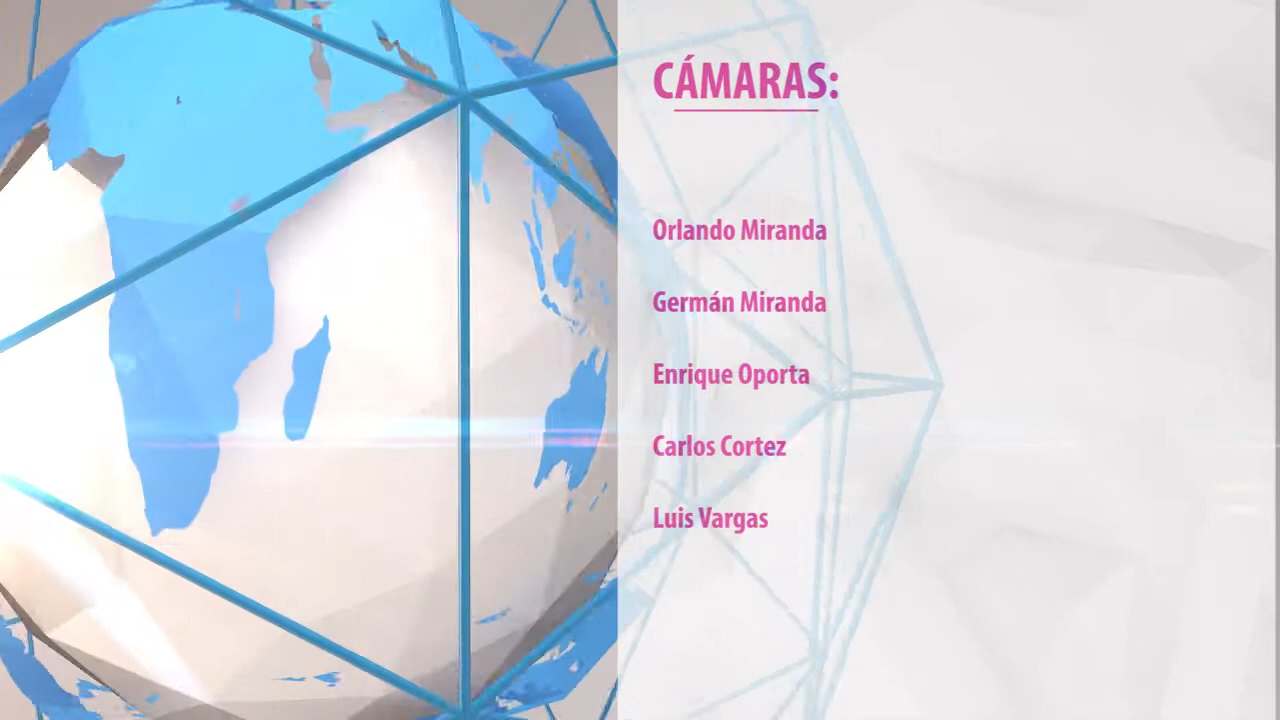 CÁMARAS:
Orlando Miranda
Germán Miranda
Enrique Oporta
Carlos Cortez
Luis Vargas